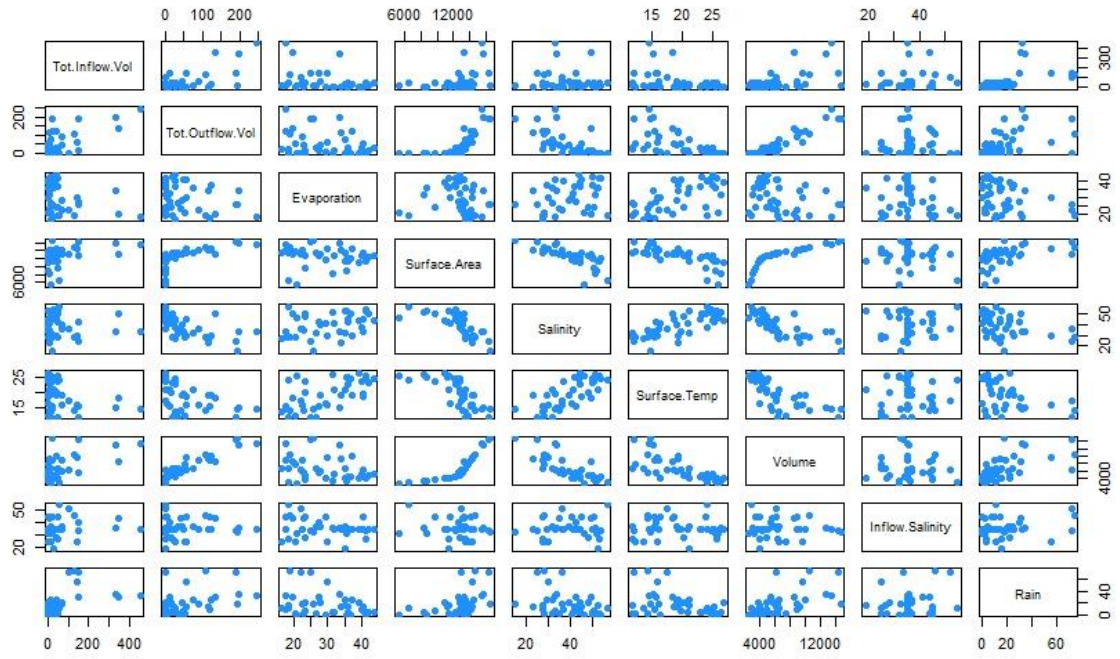 0 100 200
6000 12000
15 20 25
20 40
Tot.Inflow.Vol
0 300
0 200
Tot.Outflow.Vol
Evaporation
20 40
6000
Surface.Area
Salinity
20 50
15 25
Surface.Temp
Volume
4000
20 50
Inflow.Salinity
Rain
0 40
0 200 400
20 30 40
20 40
4000 12000
0 20 60